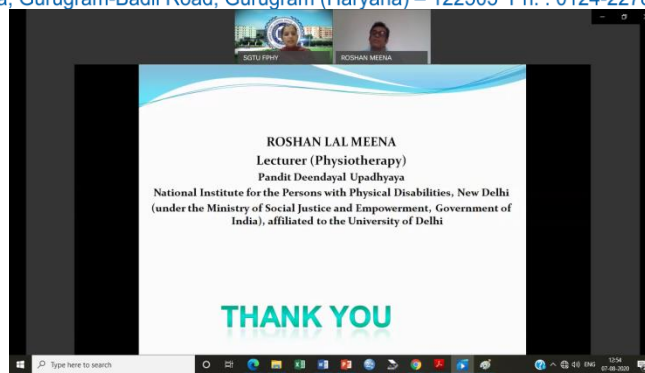 Gurugram-Badli Road, Gurugram (Haryana) – 122505 Ph. : 0124-2278
SGTU FPHY
ROSHAN MEENA
ROSHAN LAL MEENA
Lecturer (Physiotherapy)
Pandit Deendayal Upadhyaya
National Institute for the Persons with Physical Disabilities, New Delhi
(under the Ministry of Social Justice and Empowerment, Government of
India), affiliated to the University of Delhi
THANK YOU
Type here to search
ENG
12:54
07-08-2020